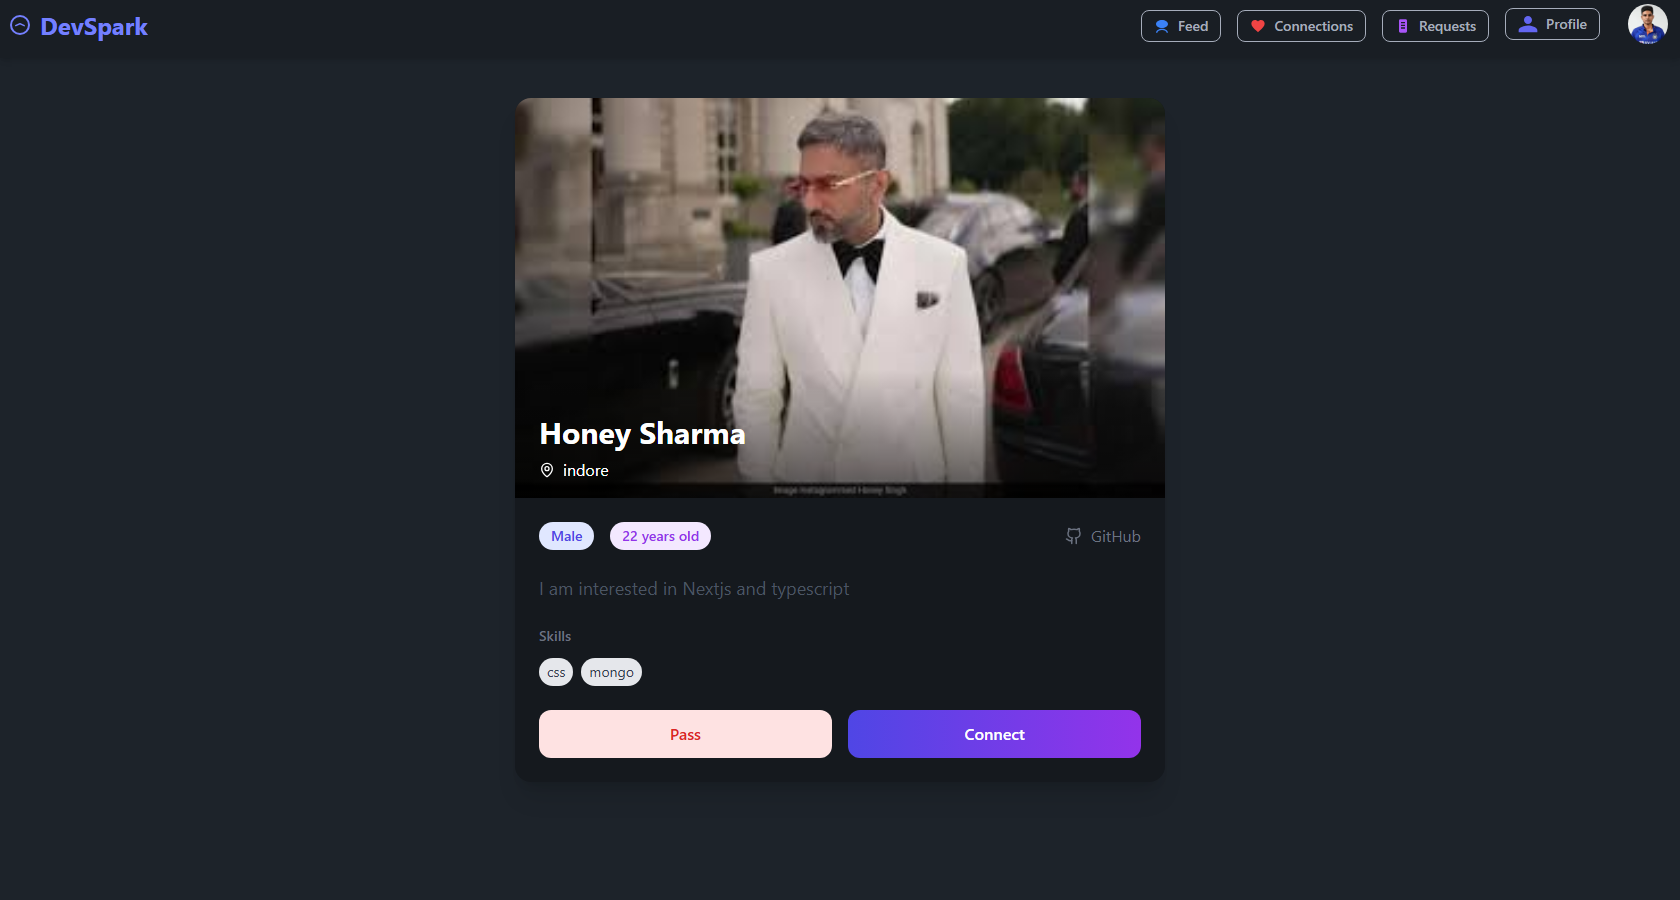 DevSpark
Feed
Connections
Requests
Profile
Honey Sharma
indore
Male
22 years old
GitHub
I am interested in Nextjs and typescript
Skills
css
mongo
Pass
Connect